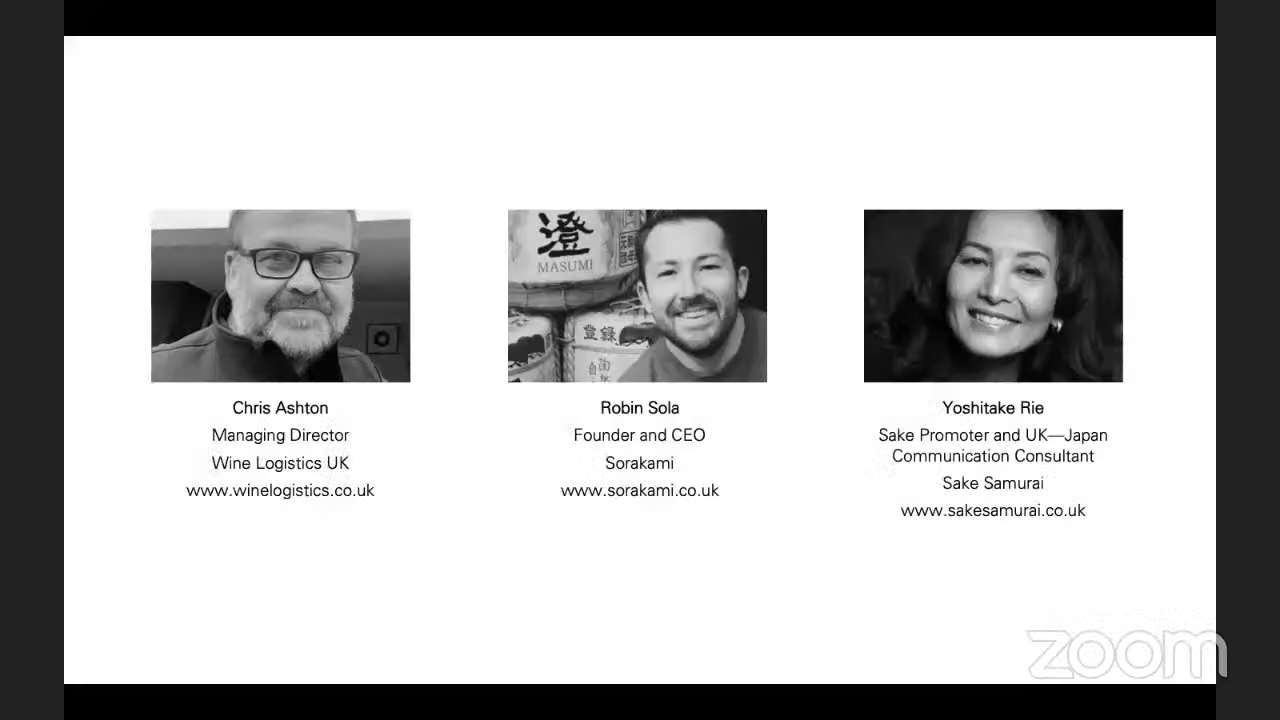 澄
MASUMI
登録
Chris Ashton
Managing Director
Wine Logistics UK
www.winelogistics.co.uk
Robin Sola
Founder and CEO
Sorakami
www.sorakami.co.uk
Yoshitake Rie
Sake Promoter and UK—Japan
Communication Consultant
Sake Samurai
www.sakesamurai.co.uk
zoom